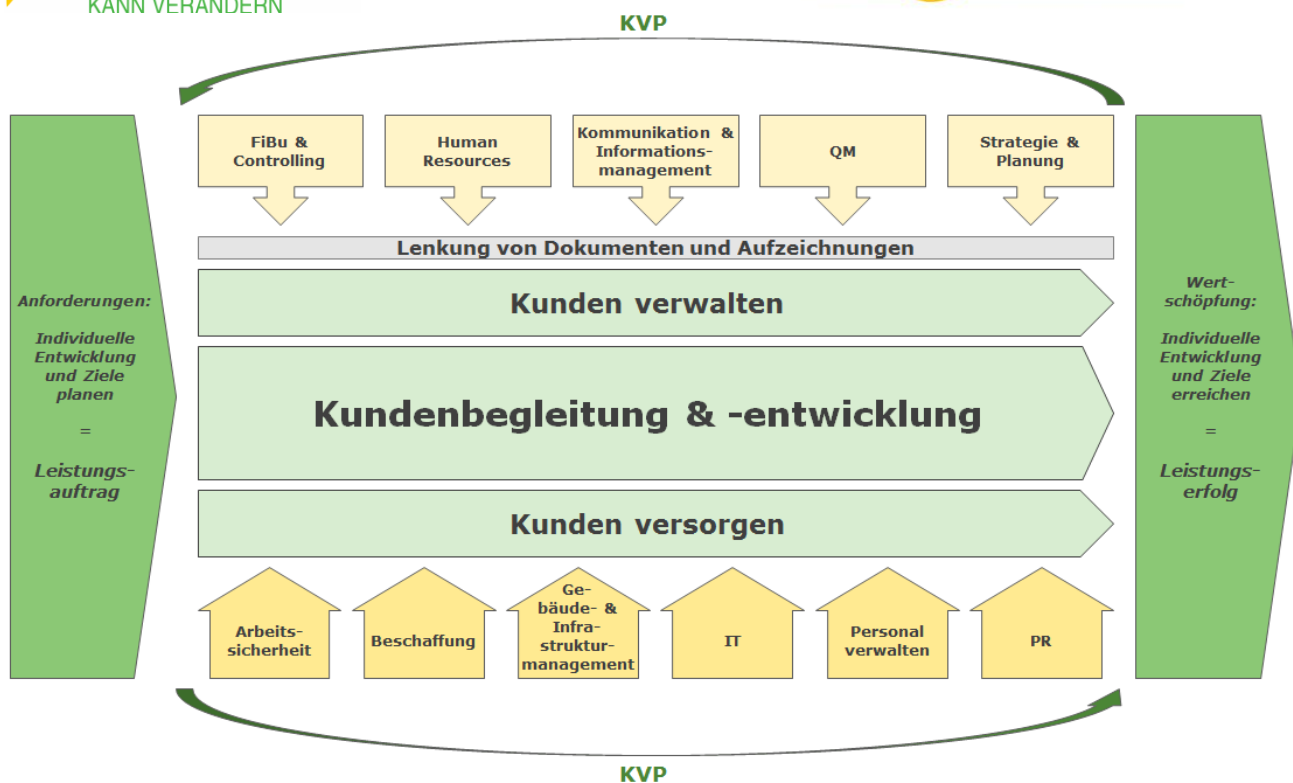 KANN VERÄNDERN
KVP
FiBu &
Controlling
Human
Resources
Kommunikation &
Informations-
management
QM
Strategie &
Planung
Lenkung von Dokumenten und Aufzeichnungen
Anforderungen:
Individuelle
Entwicklung
und Ziele
planen
=
Leistungs-
auftrag
Kunden verwalten
Kundenbegleitung & -entwicklung
Kunden versorgen
Wert-
schöpfung:
Individuelle
Entwicklung
und Ziele
erreichen
=
Leistungs-
erfolg
Arbeits-
sicherheit
Beschaffung
Ge-
bäude- &
Infra-
struktur-
management
IT
Personal
verwalten
PR
KVP